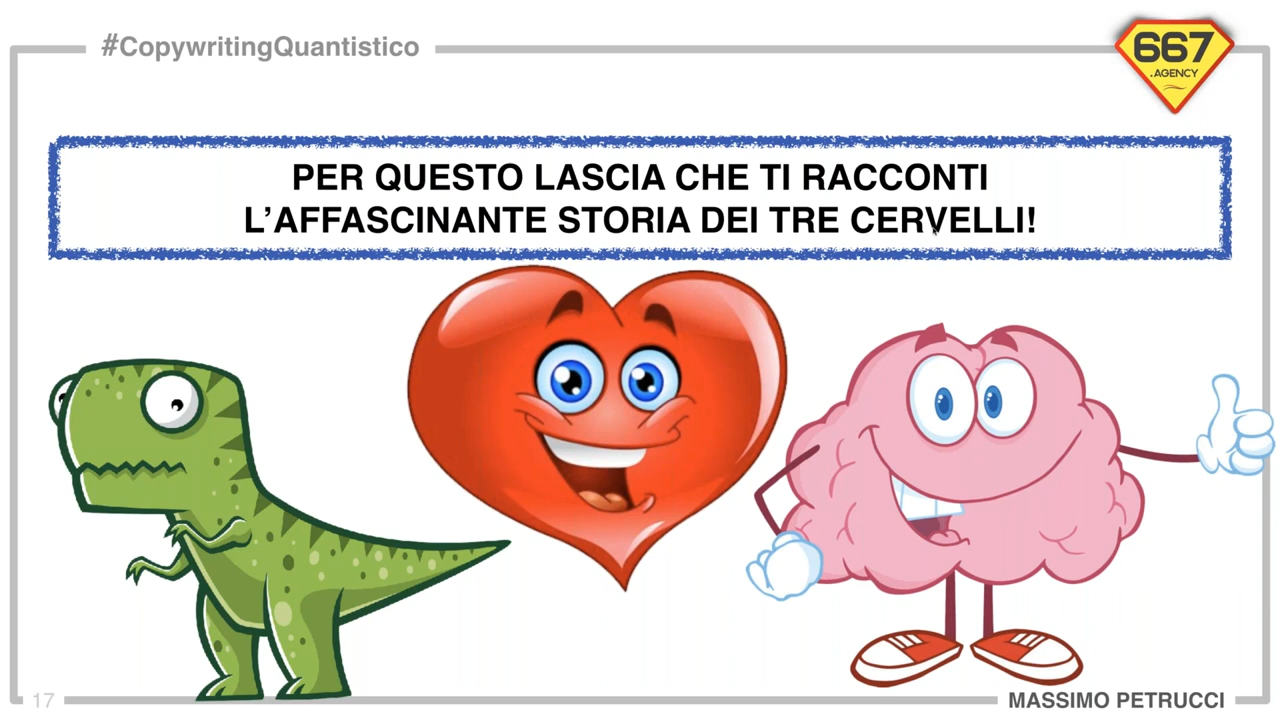 #CopywritingQuantistico
667
.AGENCY
PER QUESTO LASCIA CHE TI RACCONTI
L’AFFASCINANTE STORIA DEI TRE CERVELLI!
17
MASSIMO PETRUCCI